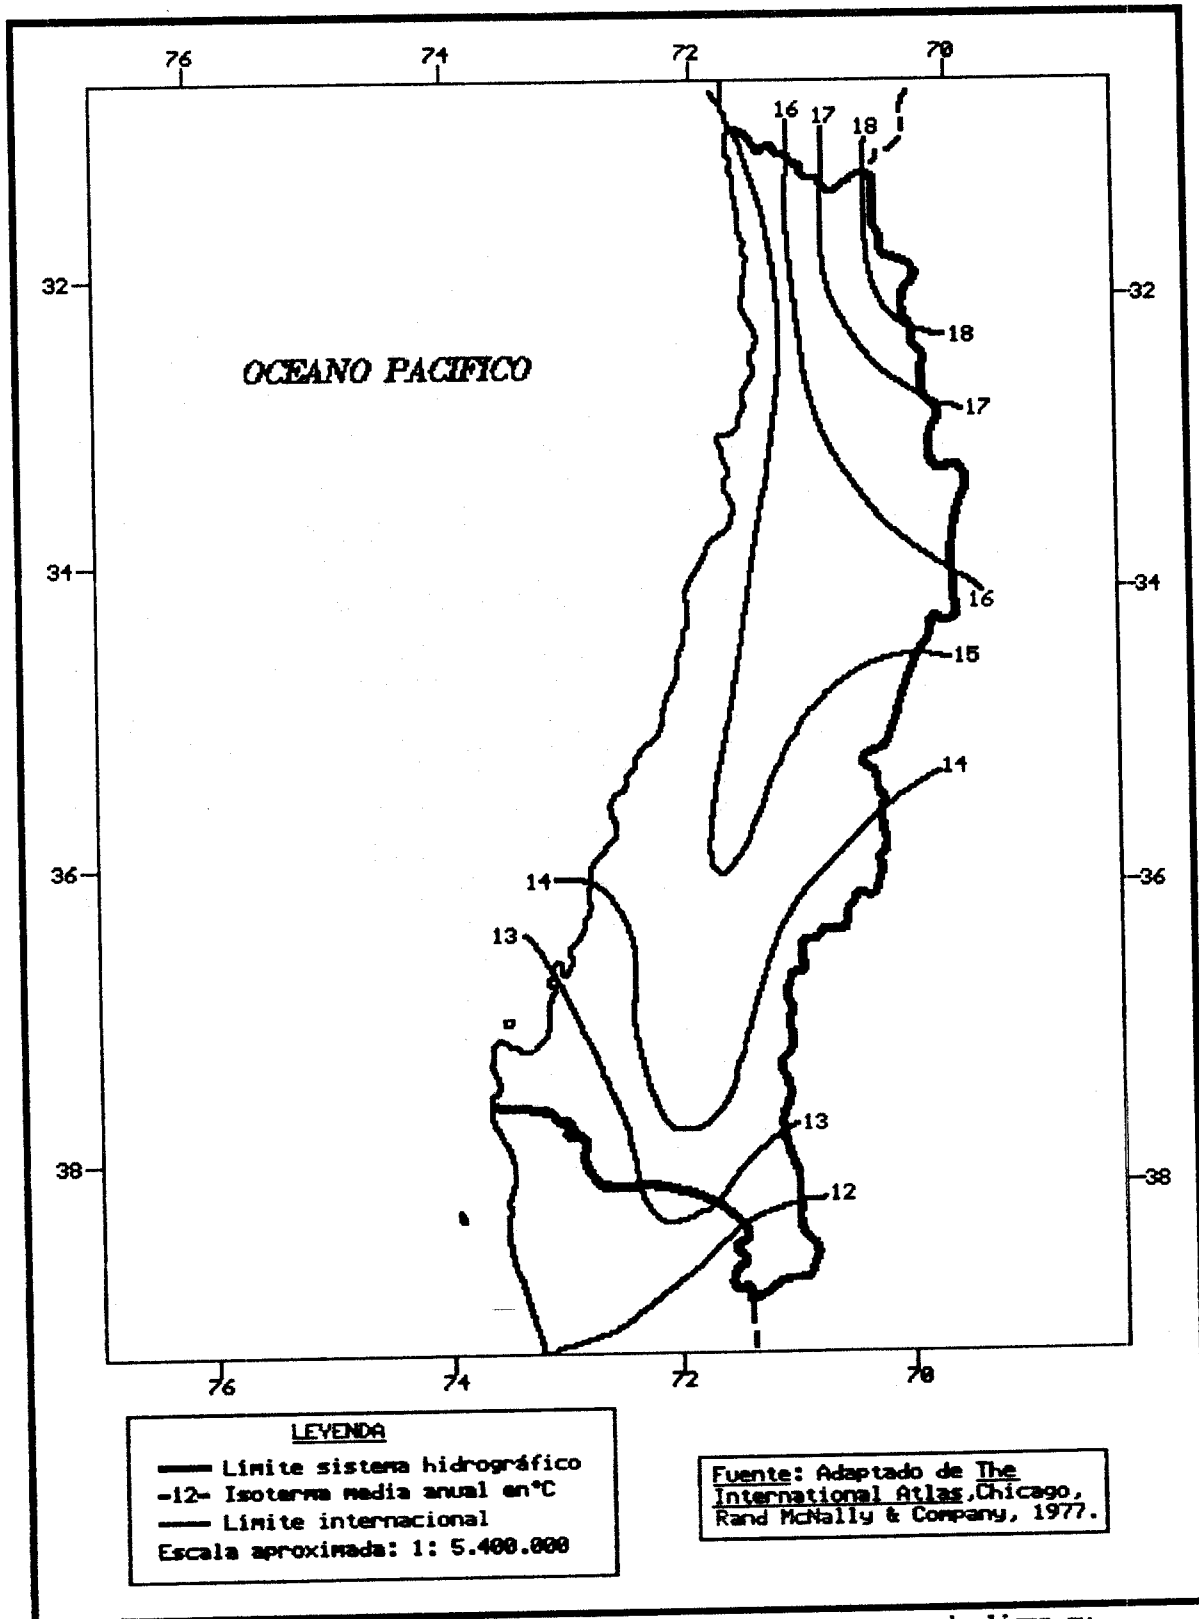 76 74 72 70
16 17 18
32 32
OCEANO PACIFICO
18
17
34 34
16
15
14
36 36
14
13
13
38 38
12
76 74 72 70
LEYENDA
Límite sistema hidrográfico
-12- Isoterma media anual en°C
Límite internacional
Escala aproximada: 1: 5.400.000
Fuente: Adaptado de The
International Atlas,Chicago,
Rand McNally & Company, 1977.